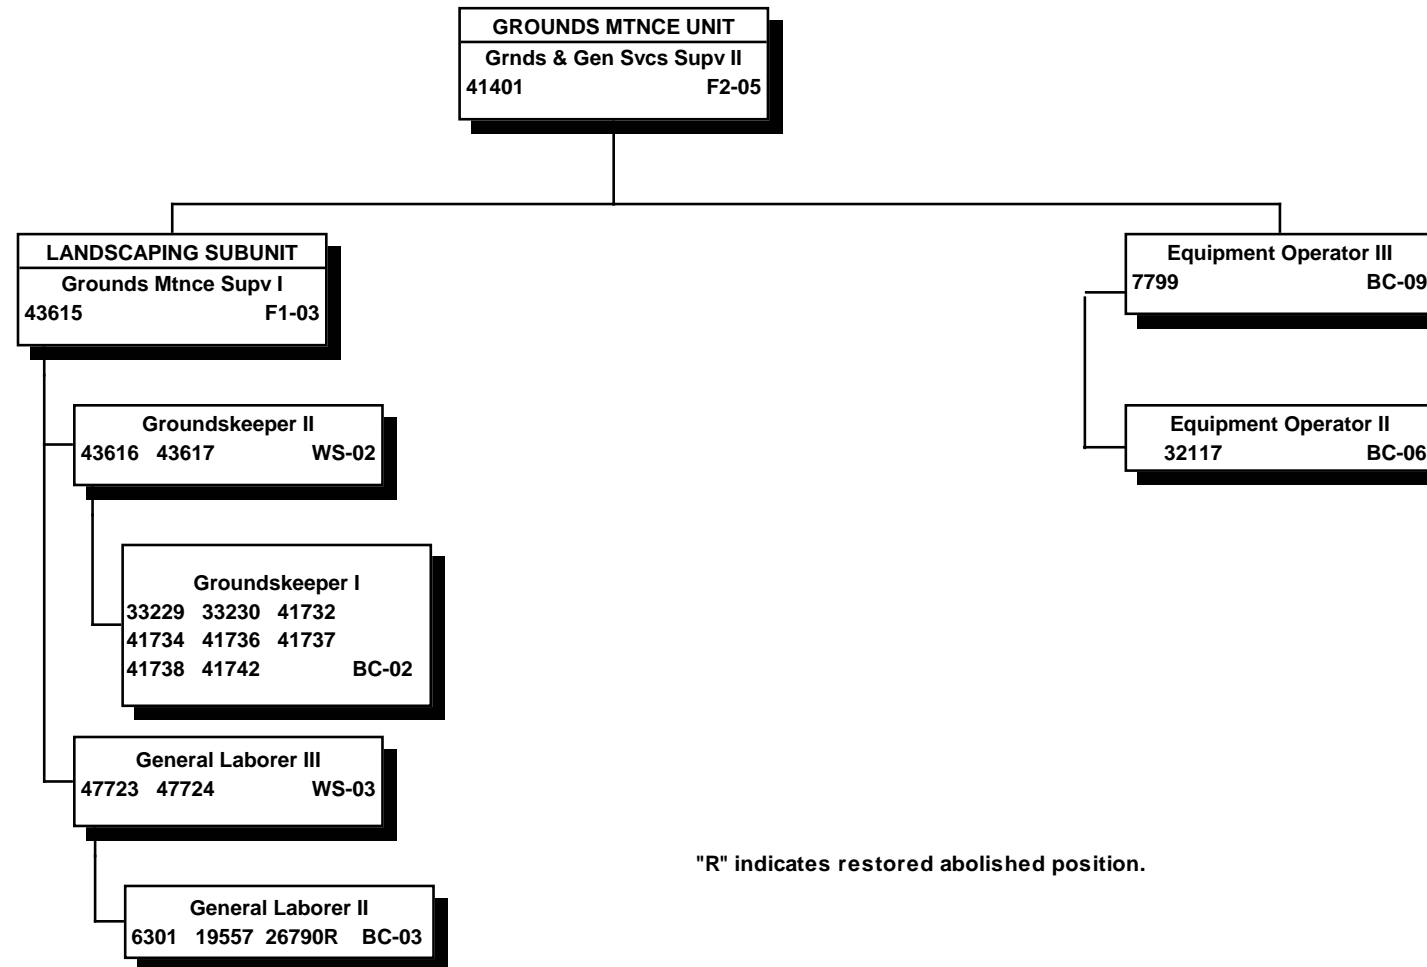 GROUNDS MTNCE UNIT
Grnds & Gen Svcs Supv II
41401 F2-05
LANDSCAPING SUBUNIT
Grounds Mtnce Supv I
43615 F1-03
Equipment Operator III
7799 BC-09
Groundskeeper II
43616 43617 WS-02
Equipment Operator II
32117 BC-06
Groundskeeper I
33229 33230 41732
41734 41736 41737
41738 41742 BC-02
General Laborer III
47723 47724 WS-03
"R" indicates restored abolished position.
General Laborer II
6301 19557 26790R BC-03